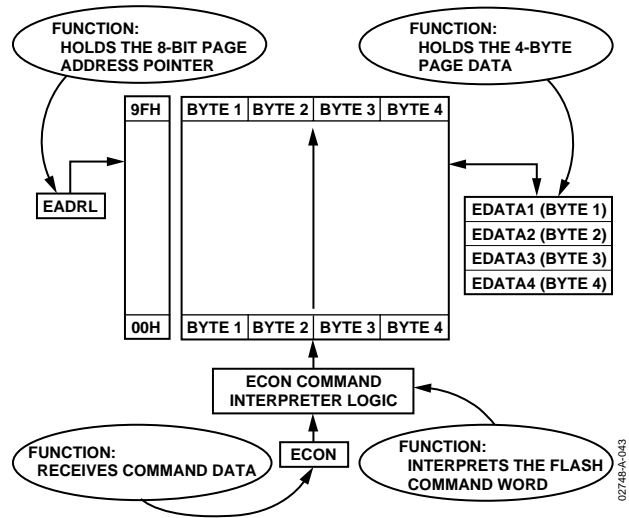 FUNCTION:
HOLDS THE 8-BIT PAGE
ADDRESS POINTER
FUNCTION:
HOLDS THE 4-BYTE
PAGE DATA
9FH
BYTE 1 BYTE 2 BYTE 3 BYTE 4
EADRL
EDATA1 (BYTE 1)
EDATA2 (BYTE 2)
EDATA3 (BYTE 3)
EDATA4 (BYTE 4)
00H
BYTE 1 BYTE 2 BYTE 3 BYTE 4
ECON COMMAND
INTERPRETER LOGIC
FUNCTION:
RECEIVES COMMAND DATA
ECON
FUNCTION:
INTERPRETS THE FLASH
COMMAND WORD
02748-A-043